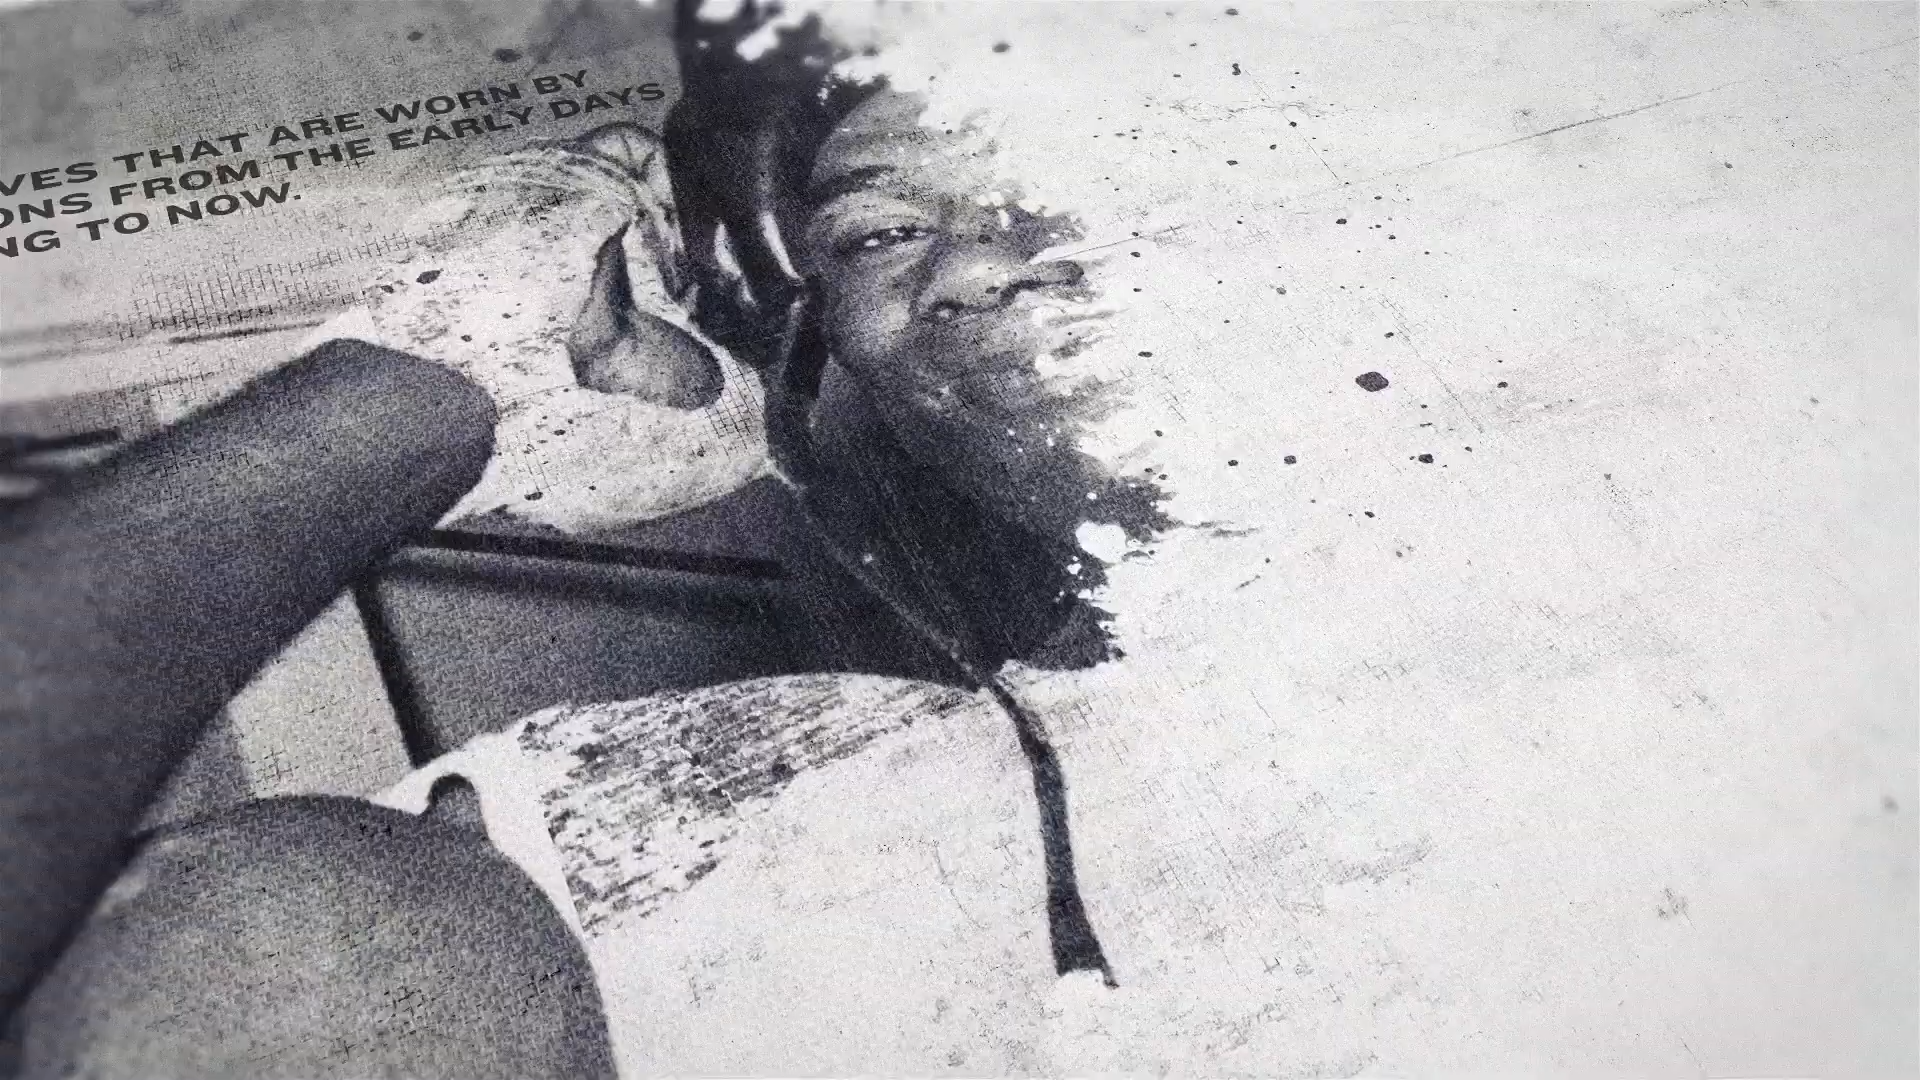 VES THAT ARE WORN BY
ONS FROM THE EARLY DAYS
NG TO NOW.